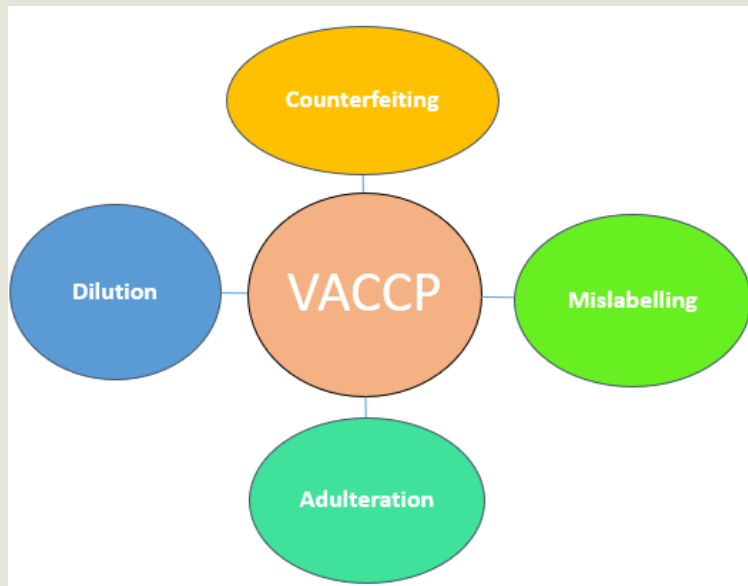 Counterfeiting
Dilution
VACCP
Mislabelling
Adulteration